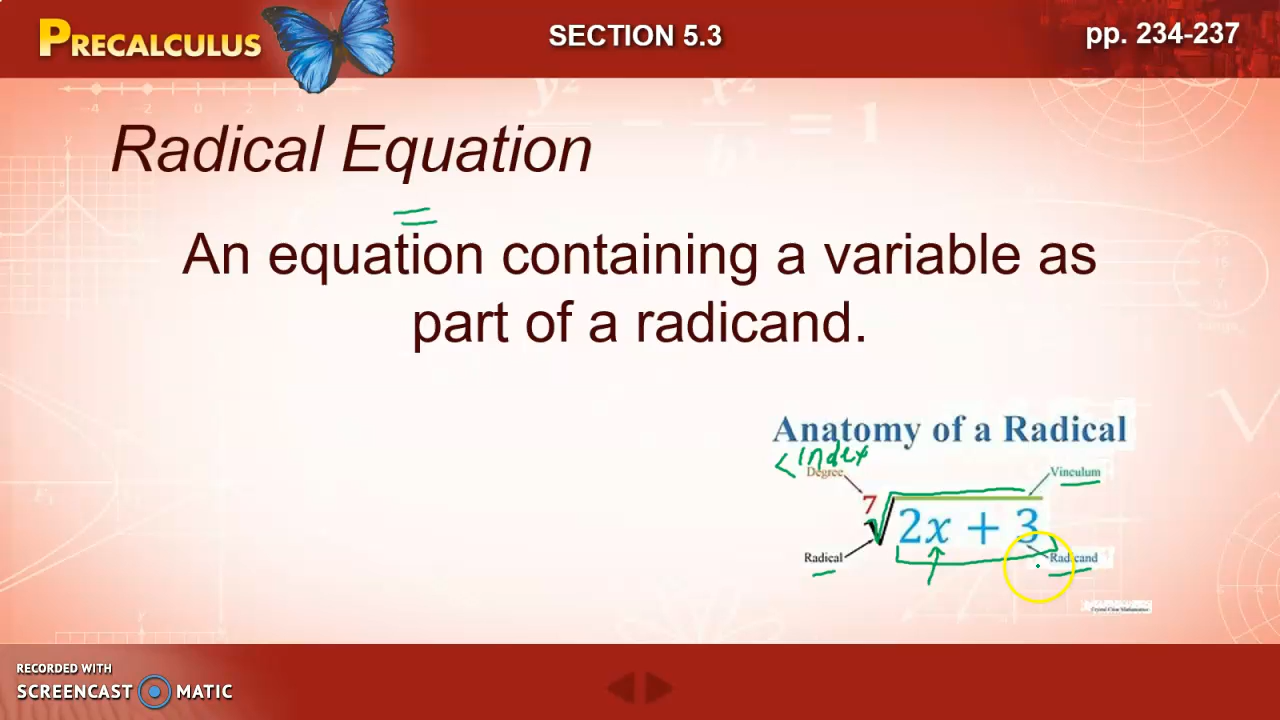 PRECALCULUS
SECTION 5.3
pp. 234-237
Radical Equation
=
An equation containing a variable as
part of a radicand.
Anatomy of a Radical
< index
Degree
Vinculum
7
√2x + 3
Radical
Radicand
RECORDED WITH
SCREENCAST MATIC